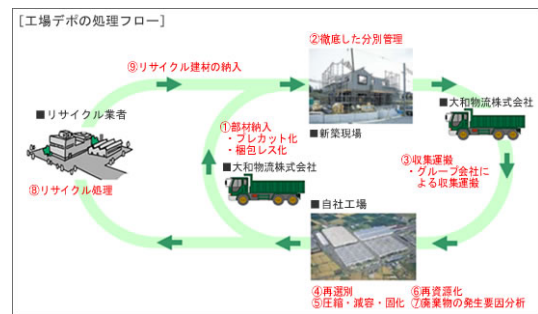 [工場デポの処理フロー]
②徹底した分別管理
⑨リサイクル建材の納入
■リサイクル業者
■大和物流株式会社
①部材納入
・プレカット化
・梱包レス化
■新築現場
■大和物流株式会社
③収集運搬
・グループ会社に
よる収集運搬
⑧リサイクル処理
■自社工場
④再選別
⑥再資源化
⑤圧縮・減容・固化
⑦廃棄物の発生要因分析